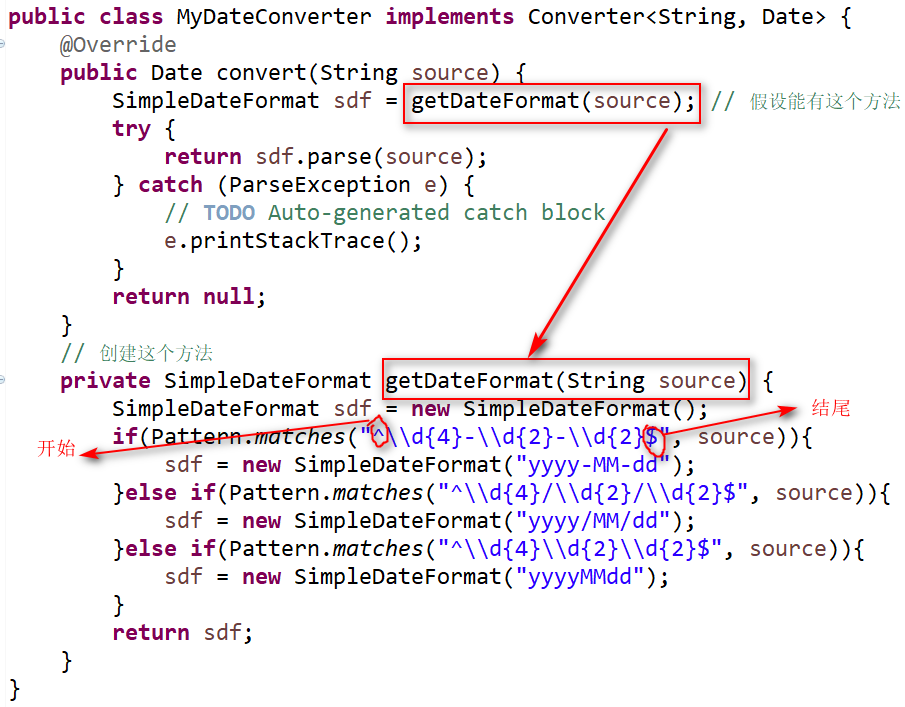 public class MyDateConverter implements Converter<String, Date> {
    @Override
    public Date convert(String source) {
        SimpleDateFormat sdf = getDateFormat(source); // 假设能有这个方法
        try {
            return sdf.parse(source);
        } catch (ParseException e) {
            // TODO Auto-generated catch block
            e.printStackTrace();
        }
        return null;
    }
    // 创建这个方法
    private SimpleDateFormat getDateFormat(String source) {
        SimpleDateFormat sdf = new SimpleDateFormat();
结尾
开始
        if(Pattern.matches("^\\d{4}-\\d{2}-\\d{2}$", source)){
            sdf = new SimpleDateFormat("yyyy-MM-dd");
        }else if(Pattern.matches("^\\d{4}/\\d{2}/\\d{2}$", source)){
            sdf = new SimpleDateFormat("yyyy/MM/dd");
        }else if(Pattern.matches("^\\d{4}\\d{2}\\d{2}$", source)){
            sdf = new SimpleDateFormat("yyyyMMdd");
        }
        return sdf;
    }
}